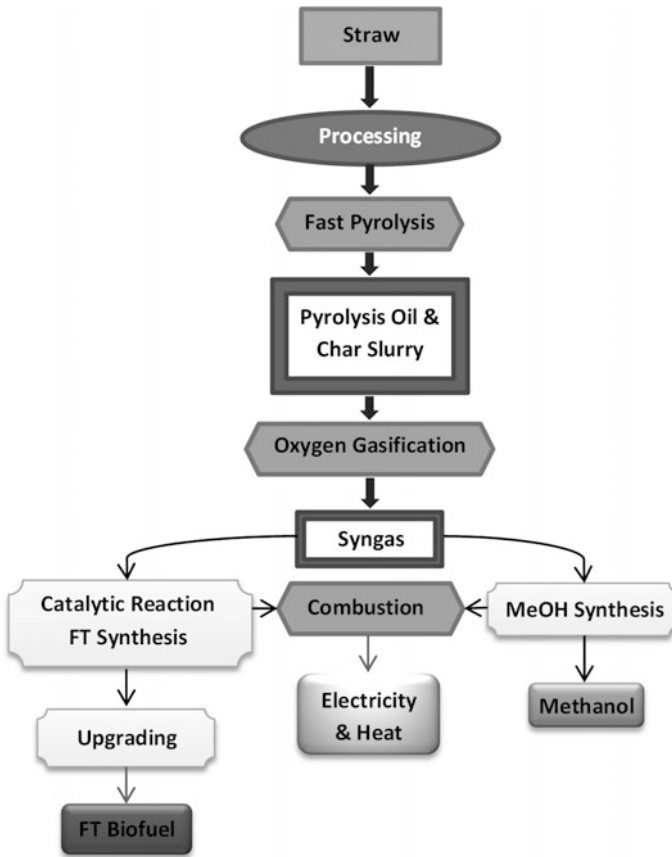 Straw
Processing
Fast Pyrolysis
Pyrolysis Oil &
Char Slurry
Oxygen Gasification
Syngas
Catalytic Reaction
FT Synthesis
Combustion
MeOH Synthesis
Electricity
& Heat
Methanol
Upgrading
FT Biofuel